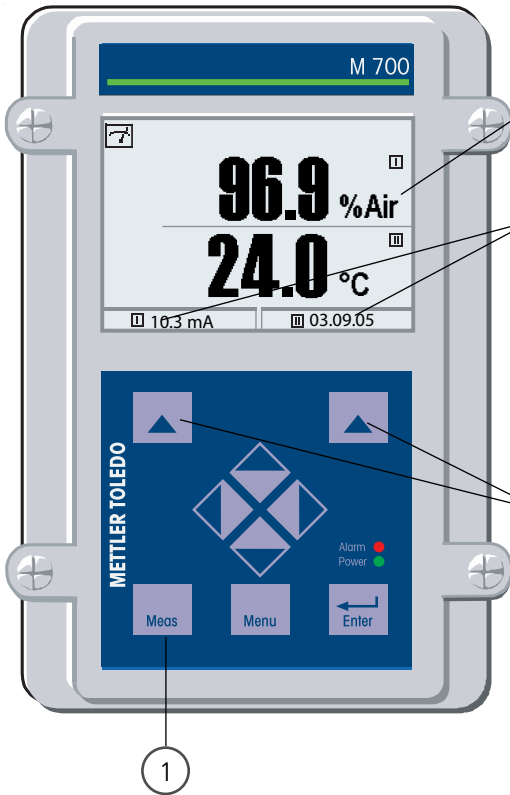 M 700
I
96.9 %Air
II
24.0 °C
I 10.3 mA
II 03.09.05
METTLER TOLEDO
Alarm
Power
Meas
Menu
Enter
1